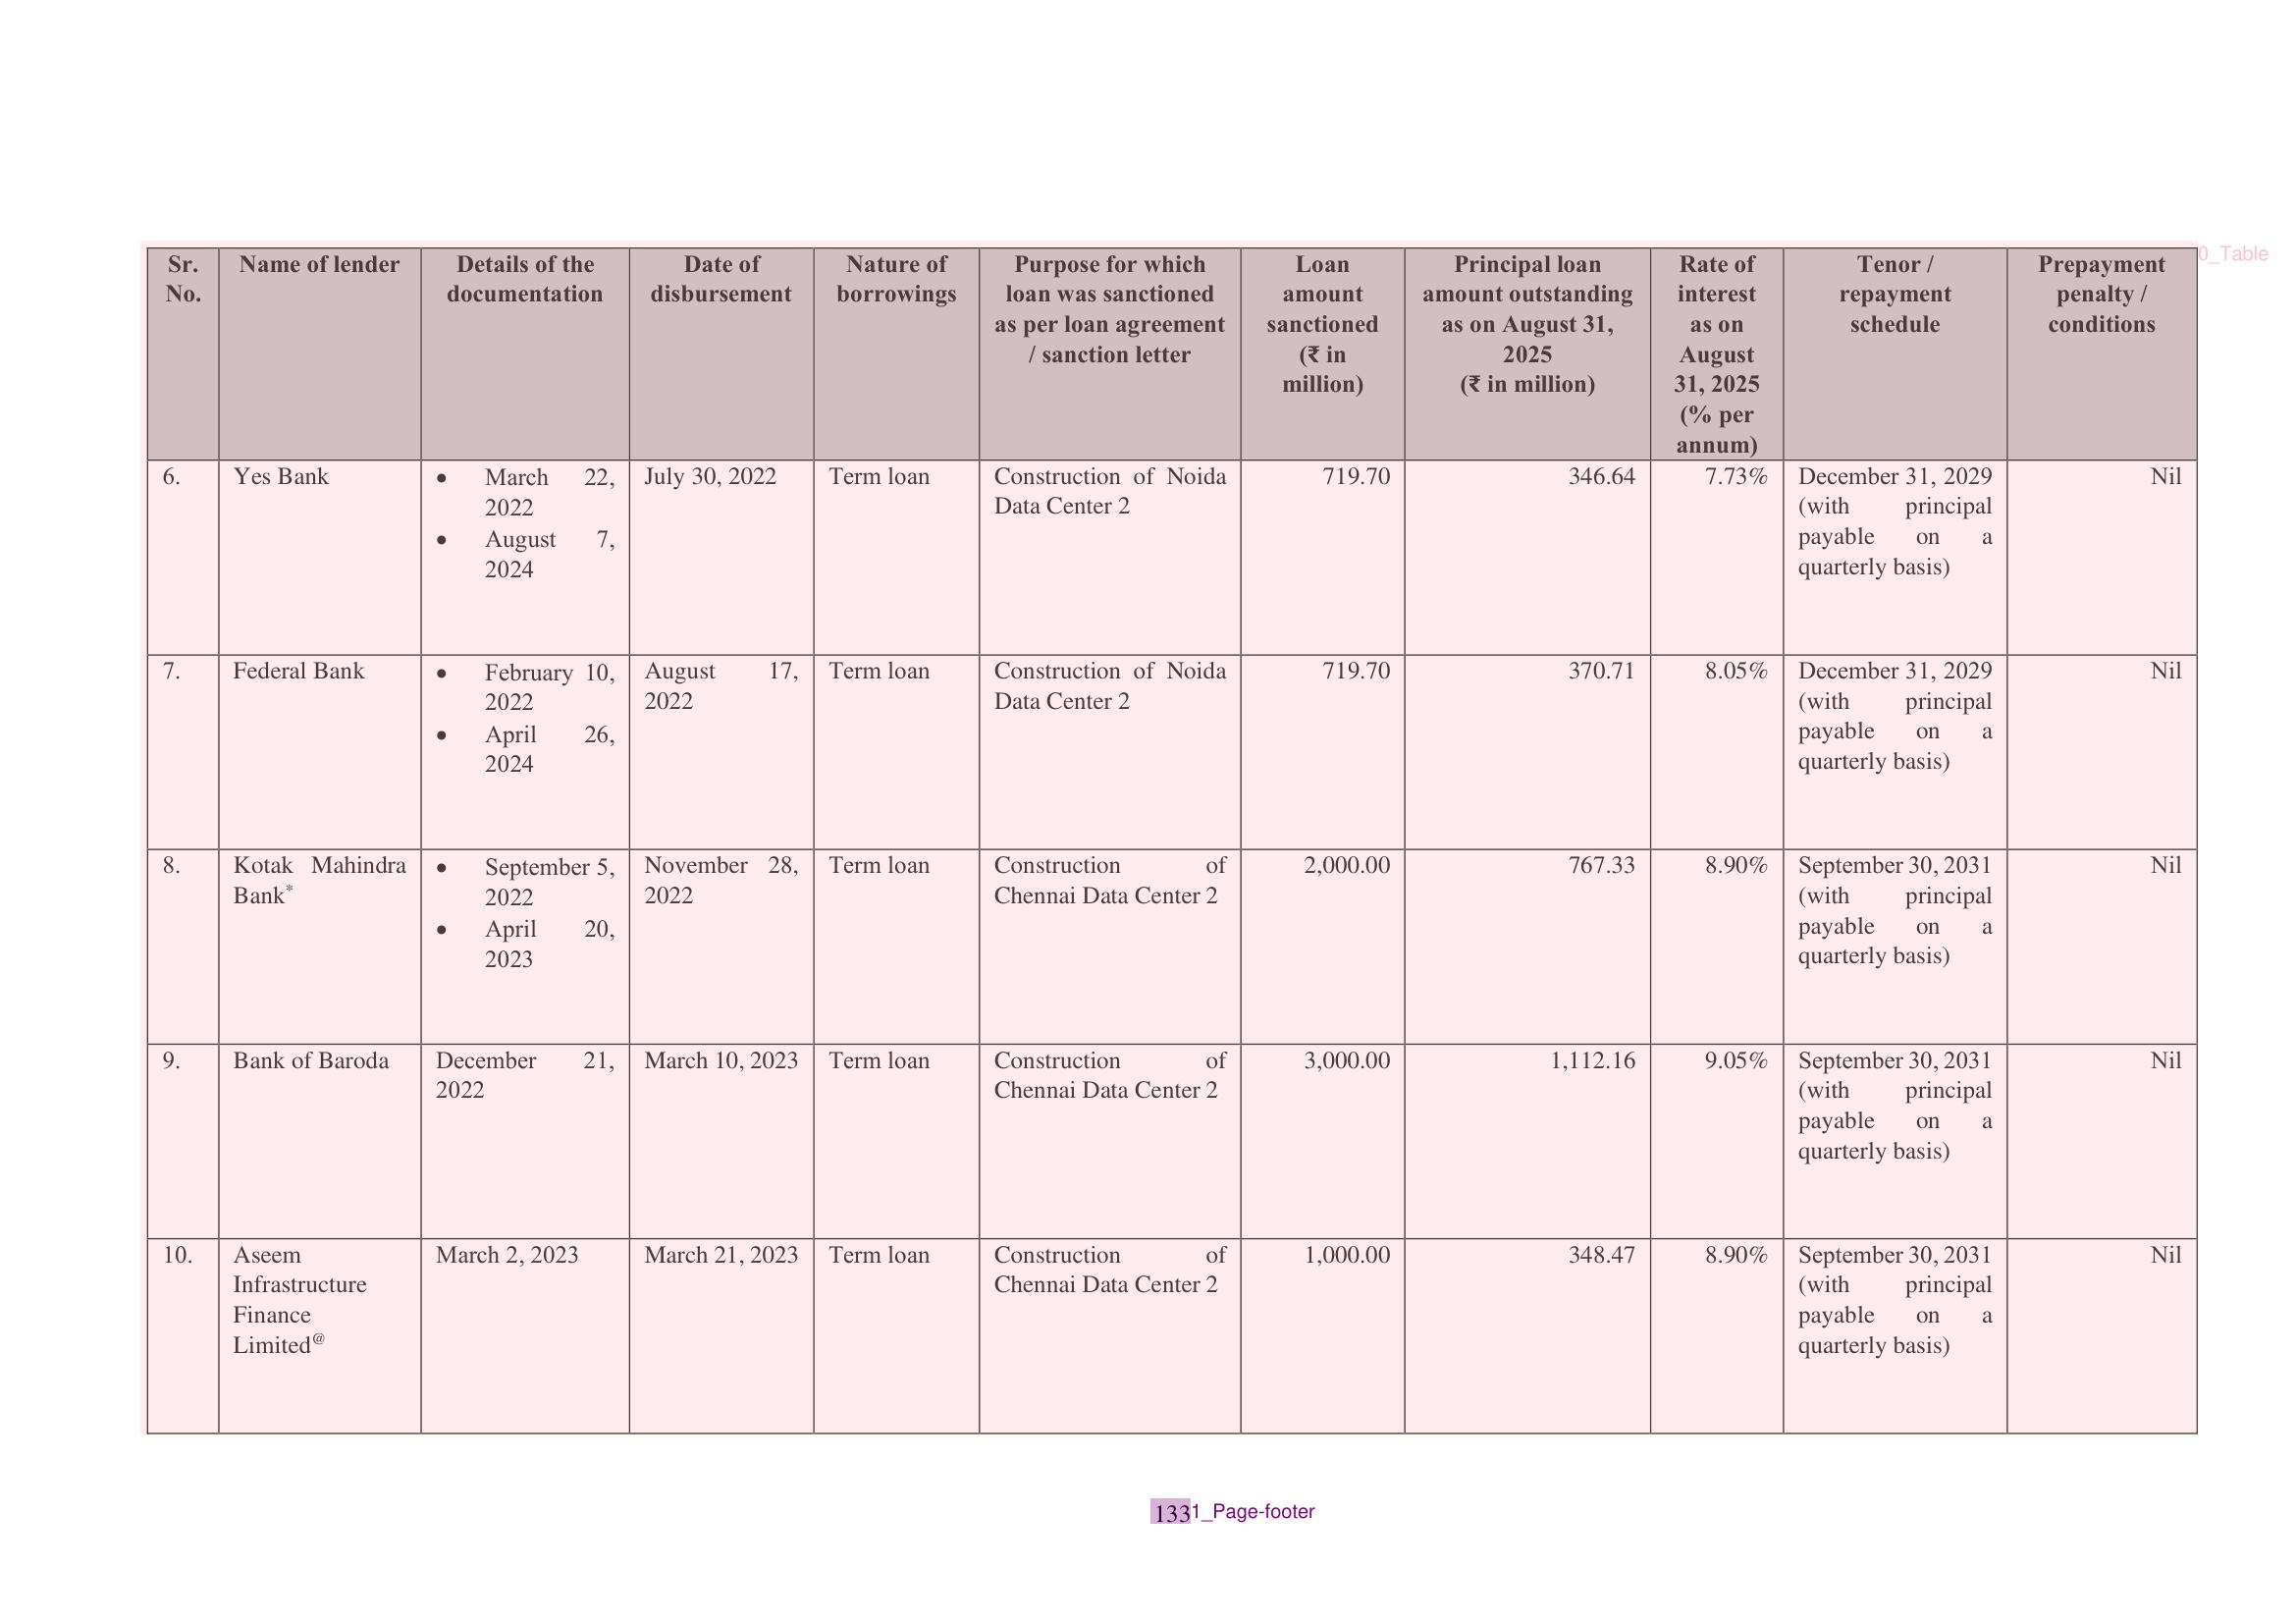 Sr. No.
Name of lender
Details of the documentation
Date of disbursement
Nature of borrowings
Purpose for which loan was sanctioned as per loan agreement / sanction letter
Loan amount sanctioned (₹ in million)
Principal loan amount outstanding as on August 31, 2025 (₹ in million)
Rate of interest as on August 31, 2025 (% per annum)
Tenor / repayment schedule
Prepayment penalty / conditions
0_Table
6.
Yes Bank
• March 22, 2022
• August 7, 2024
July 30, 2022
Term loan
Construction of Noida Data Center 2
719.70
346.64
7.73%
December 31, 2029 (with principal payable on a quarterly basis)
Nil
7.
Federal Bank
• February 10, 2022
• April 26, 2024
August 17, 2022
Term loan
Construction of Noida Data Center 2
719.70
370.71
8.05%
December 31, 2029 (with principal payable on a quarterly basis)
Nil
8.
Kotak Mahindra Bank*
• September 5, 2022
• April 20, 2023
November 28, 2022
Term loan
Construction of Chennai Data Center 2
2,000.00
767.33
8.90%
September 30, 2031 (with principal payable on a quarterly basis)
Nil
9.
Bank of Baroda
December 21, 2022
March 10, 2023
Term loan
Construction of Chennai Data Center 2
3,000.00
1,112.16
9.05%
September 30, 2031 (with principal payable on a quarterly basis)
Nil
10.
Aseem Infrastructure Finance Limited@
March 2, 2023
March 21, 2023
Term loan
Construction of Chennai Data Center 2
1,000.00
348.47
8.90%
September 30, 2031 (with principal payable on a quarterly basis)
Nil
133
1_Page-footer